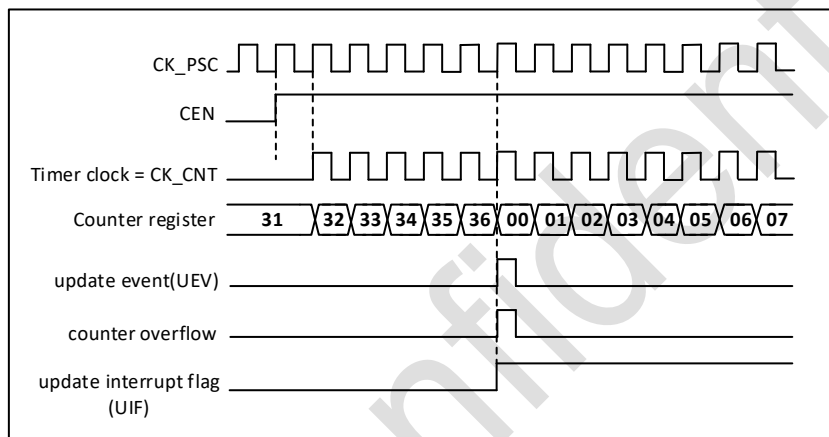 CK_PSC
CEN
Timer clock = CK_CNT
Counter register 31 32 33 34 35 36 00 01 02 03 04 05 06 07
update event(UEV)
counter overflow
update interrupt flag
(UIF)